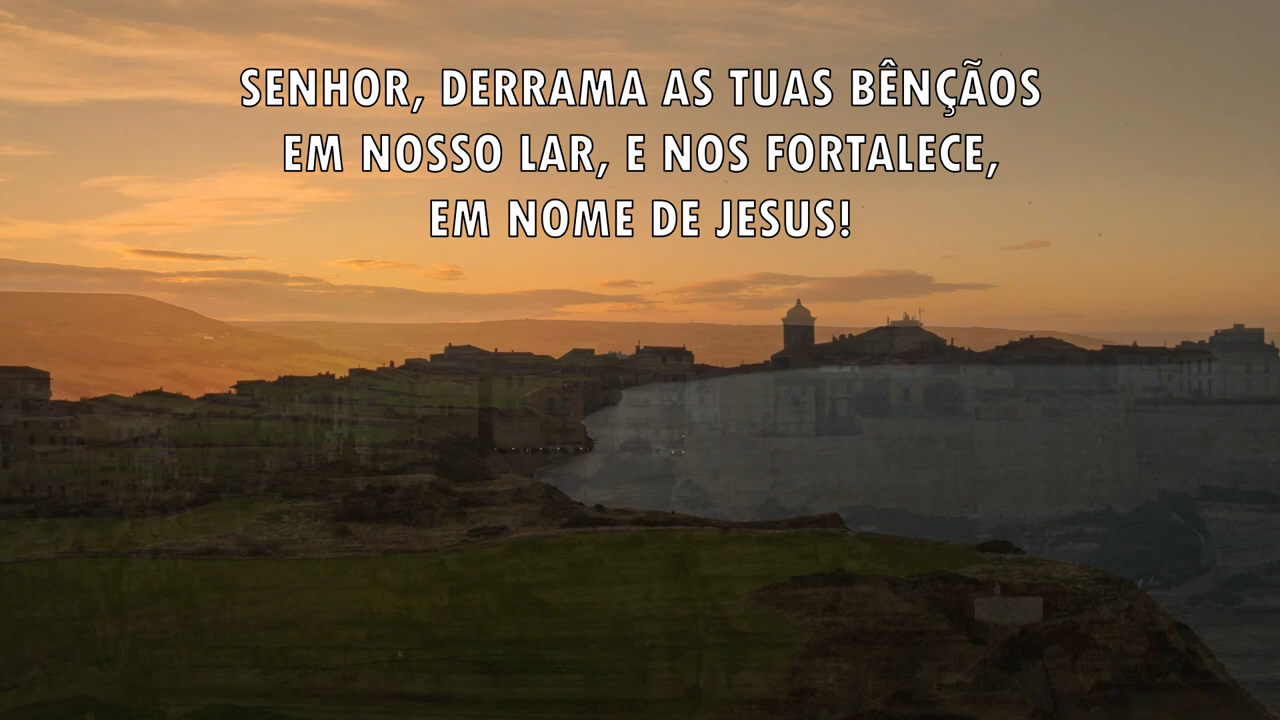 SENHOR, DERRAMA AS TUAS BÊNÇÃOS
EM NOSSO LAR, E NOS FORTALECE,
EM NOME DE JESUS!